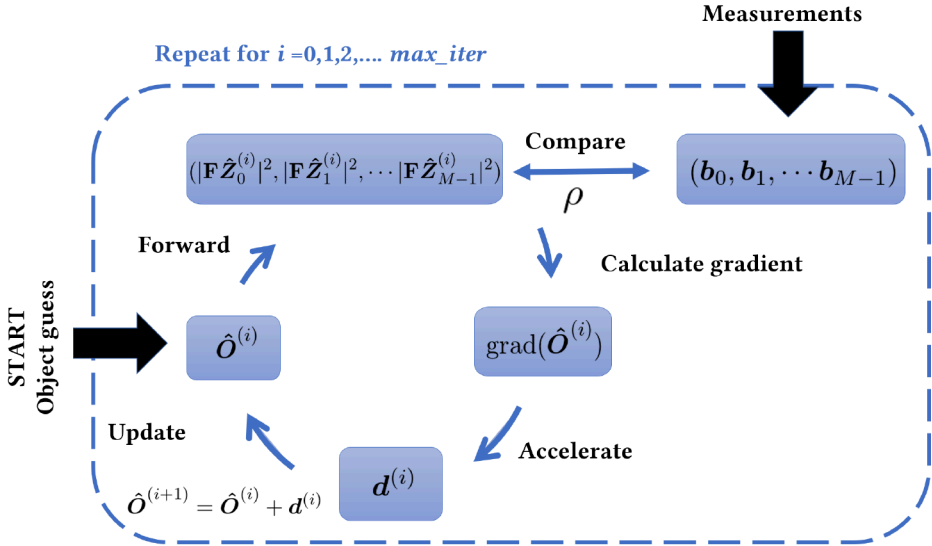 Measurements
Repeat for i =0,1,2,.... max_iter
Compare
(|𝐅𝒁̂₀⁽ⁱ⁾|², |𝐅𝒁̂₁⁽ⁱ⁾|², ⋯ |𝐅𝒁̂_{M−1}⁽ⁱ⁾|²)
(𝒃₀, 𝒃₁, ⋯ 𝒃_{M−1})
ρ
Forward
Calculate gradient
START
Object guess
𝑶̂⁽ⁱ⁾
grad(𝑶̂⁽ⁱ⁾)
Update
Accelerate
𝒅⁽ⁱ⁾
𝑶̂⁽ⁱ⁺¹⁾ = 𝑶̂⁽ⁱ⁾ + 𝒅⁽ⁱ⁾